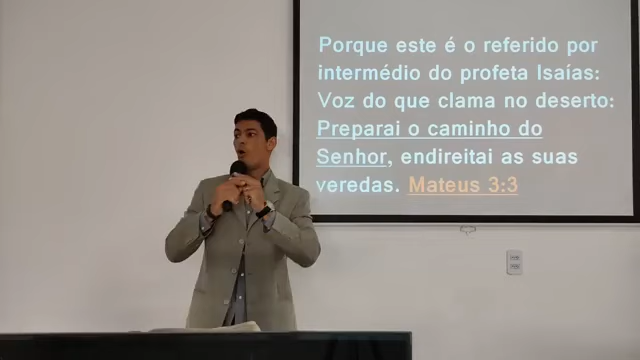 Porque este é o referido por
intermédio do profeta Isaías:
Voz do que clama no deserto:
Preparai o caminho do
Senhor, endireitai as suas
veredas. Mateus 3:3